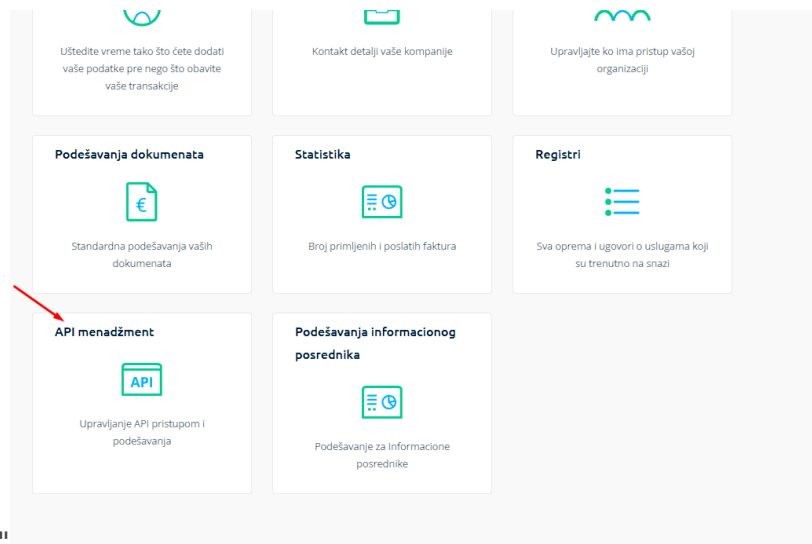 Uštedite vreme tako što ćete dodati
vaše podatke pre nego što obavite
vaše transakcije
Kontakt detalji vaše kompanije
Upravljajte ko ima pristup vašoj
organizaciji
Podešavanja dokumenata
€
Standardna podešavanja vaših
dokumenata
Statistika
Broj primljenih i poslatih faktura
Registri
Sva oprema i ugovori o uslugama koji
su trenutno na snazi
API menadžment
API
Upravljanje API pristupom i
podešavanja
Podešavanja informacionog
posrednika
Podešavanje za Informacione
posrednike
"